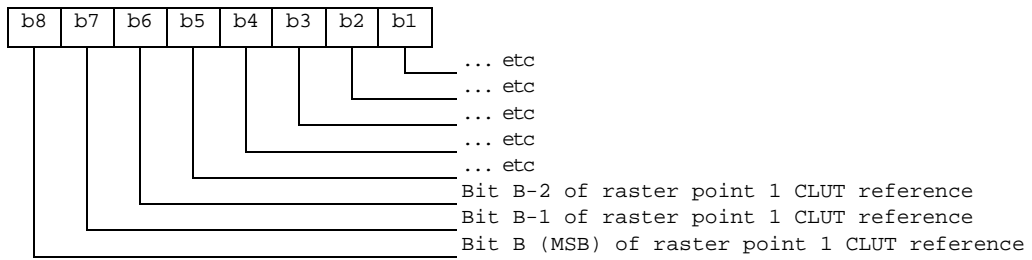 b8 b7 b6 b5 b4 b3 b2 b1
... etc
... etc
... etc
... etc
... etc
Bit B-2 of raster point 1 CLUT reference
Bit B-1 of raster point 1 CLUT reference
Bit B (MSB) of raster point 1 CLUT reference